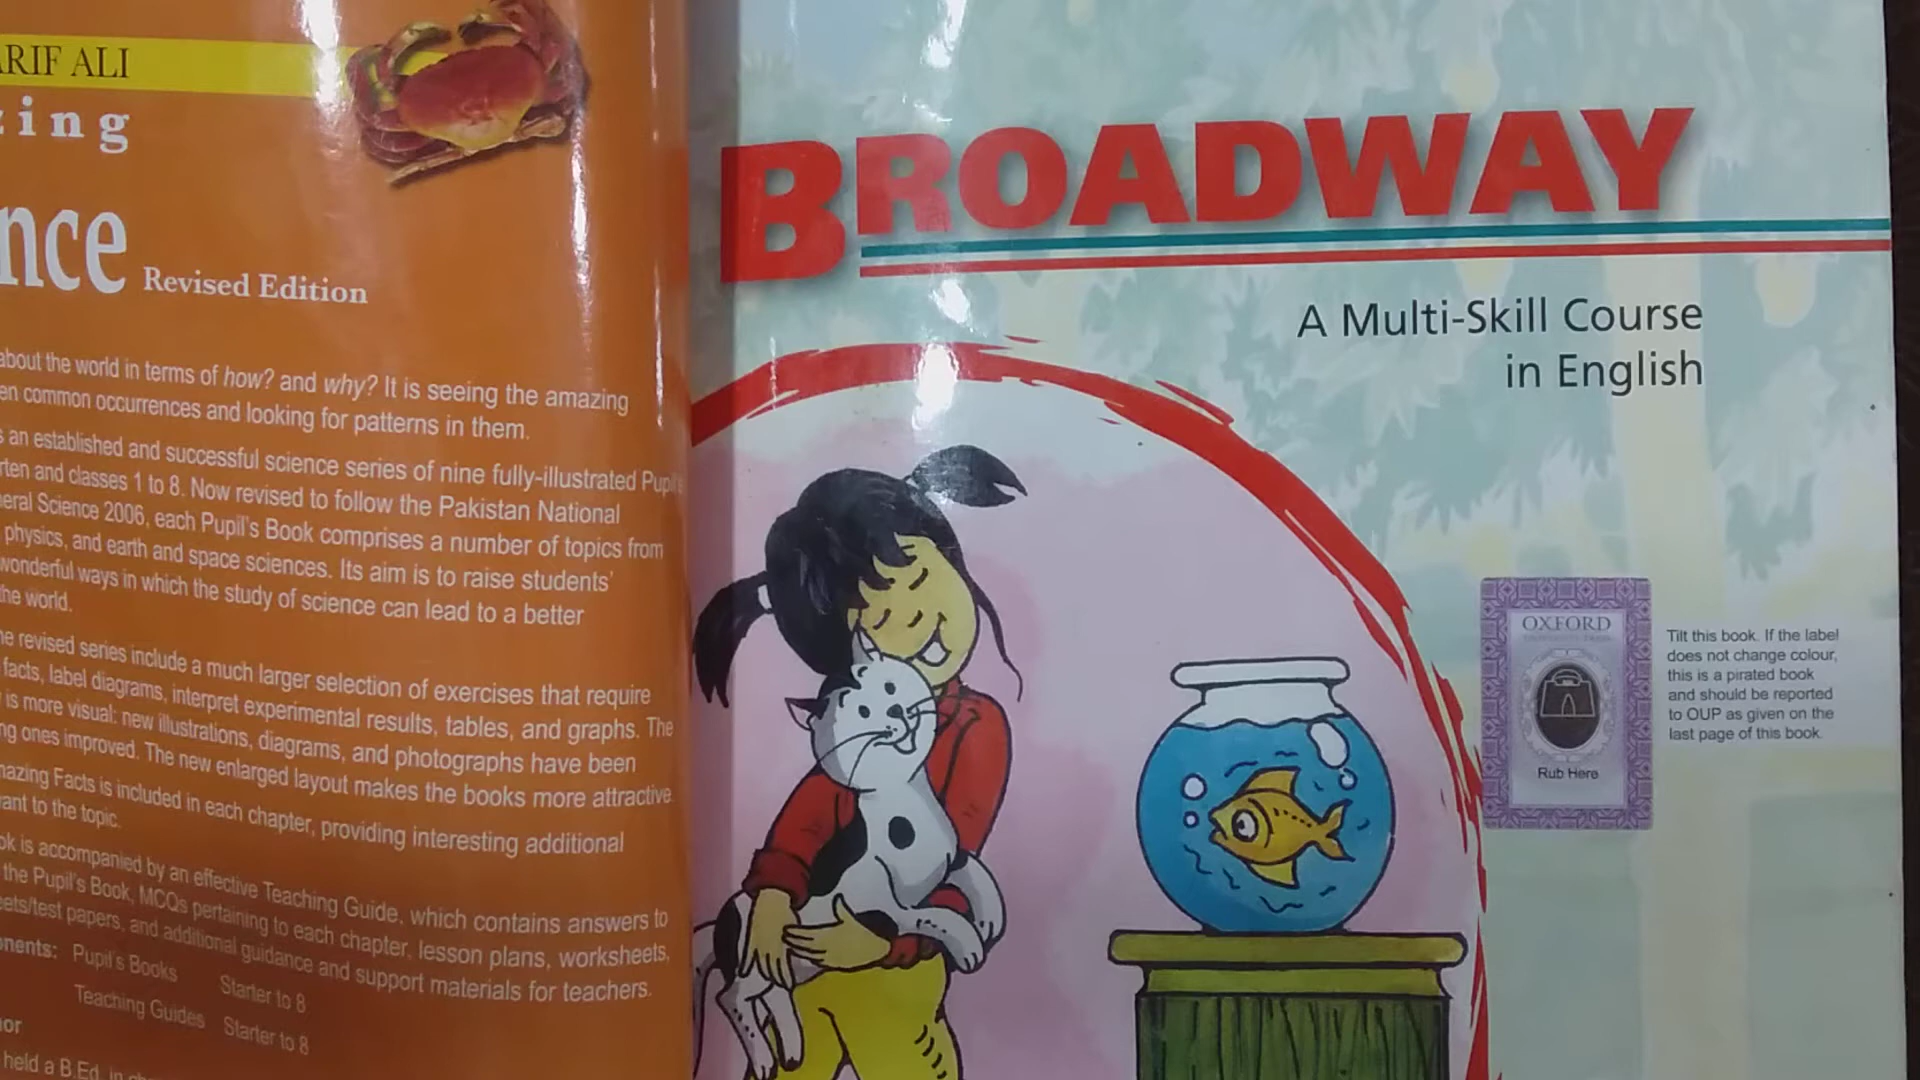 ARIF ALI
zing
nce Revised Edition
about the world in terms of how? and why? It is seeing the amazing
en common occurrences and looking for patterns in them.
s an established and successful science series of nine fully-illustrated Pupil's
rten and classes 1 to 8. Now revised to follow the Pakistan National
neral Science 2006, each Pupil's Book comprises a number of topics from
physics, and earth and space sciences. Its aim is to raise students'
wonderful ways in which the study of science can lead to a better
the world.
he revised series include a much larger selection of exercises that require
facts, label diagrams, interpret experimental results, tables, and graphs. The
is more visual: new illustrations, diagrams, and photographs have been
ng ones improved. The new enlarged layout makes the books more attractive.
mazing Facts is included in each chapter, providing interesting additional
vant to the topic.
ok is accompanied by an effective Teaching Guide, which contains answers to
the Pupil's Book, MCQs pertaining to each chapter, lesson plans, worksheets,
eets/test papers, and additional guidance and support materials for teachers.
onents: Pupil's Books Starter to 8
Teaching Guides Starter to 8
hor
held a B.Ed. in
BROADWAY
A Multi-Skill Course
in English
OXFORD
Rub Here
Tilt this book. If the label
does not change colour,
this is a pirated book
and should be reported
to OUP as given on the
last page of this book.